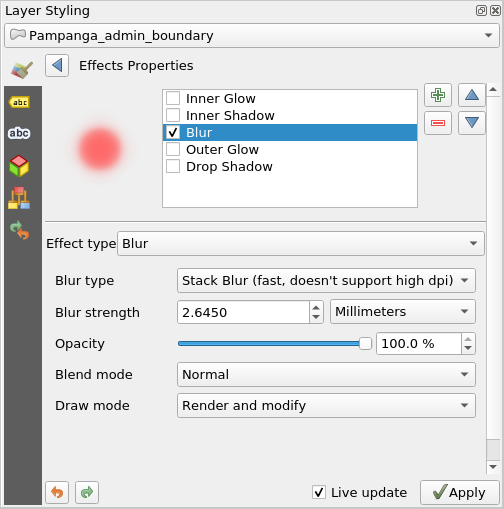 Layer Styling
Pampanga_admin_boundary
Effects Properties
abc
abc
Inner Glow
Inner Shadow
Blur
Outer Glow
Drop Shadow
Effect type Blur
Blur type Stack Blur (fast, doesn't support high dpi)
Blur strength 2.6450 Millimeters
Opacity 100.0 %
Blend mode Normal
Draw mode Render and modify
Live update Apply